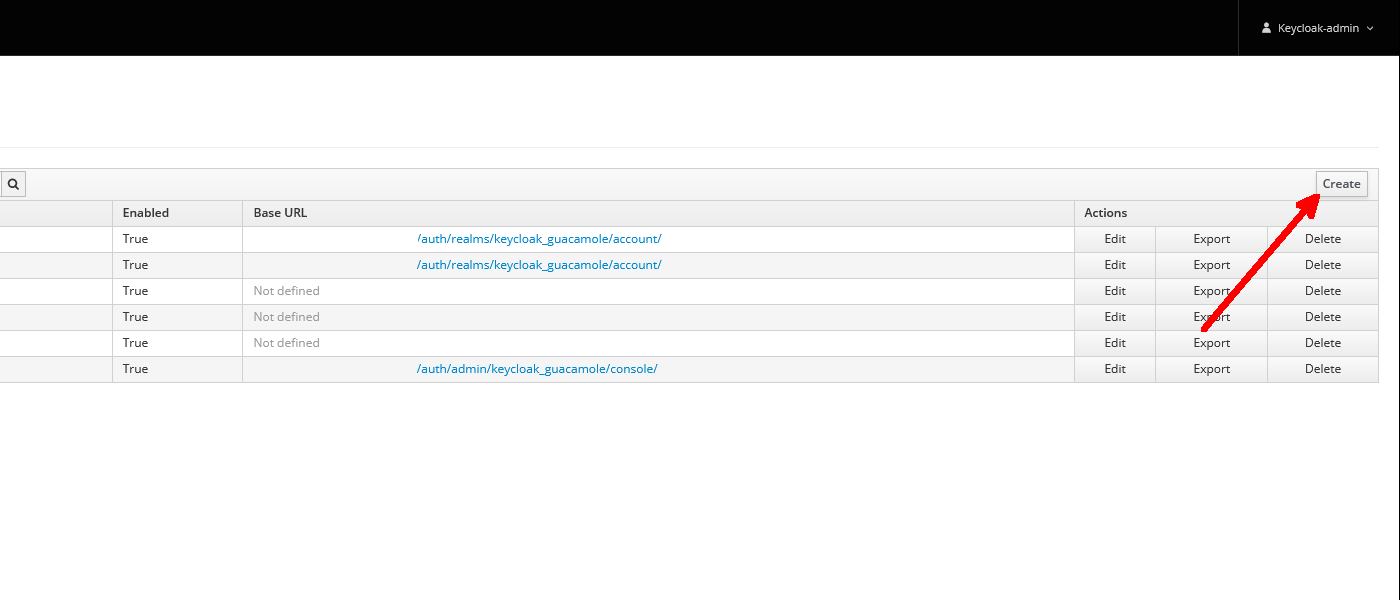 Keycloak-admin
Create
Enabled Base URL Actions
True /auth/realms/keycloak_guacamole/account/ Edit Export Delete
True /auth/realms/keycloak_guacamole/account/ Edit Export Delete
True Not defined Edit Export Delete
True Not defined Edit Export Delete
True Not defined Edit Export Delete
True /auth/admin/keycloak_guacamole/console/ Edit Export Delete